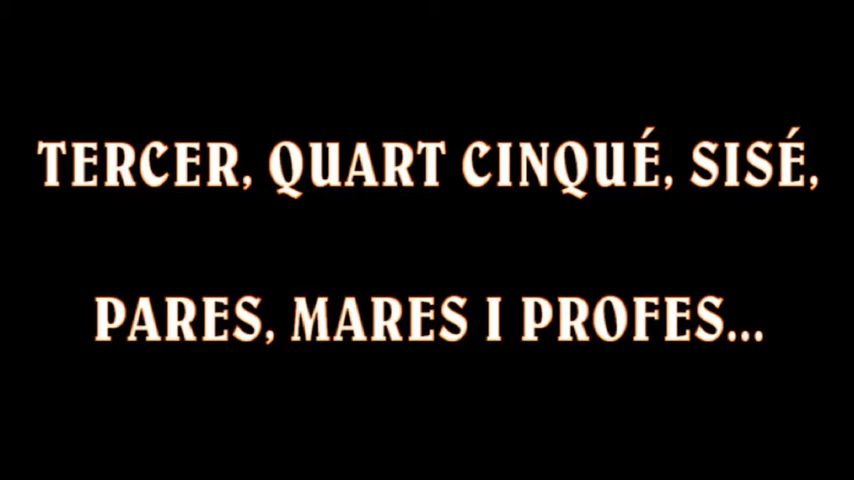 TERCER, QUART CINQUÉ, SISÉ,
PARES, MARES I PROFES...